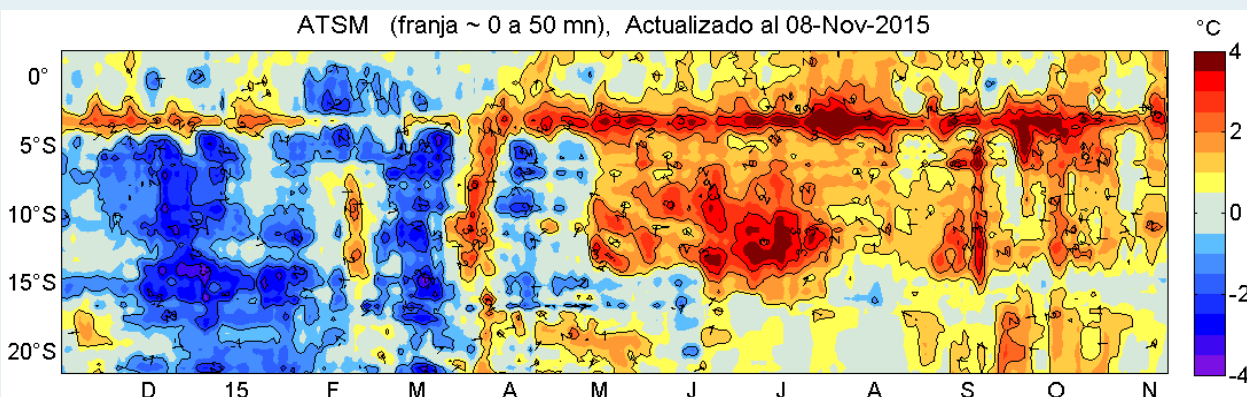 ATSM (franja ~ 0 a 50 mn), Actualizado al 08-Nov-2015
°C
4
2
0
-2
-4
0°
5°S
10°S
15°S
20°S
D 15 F M A M J J A S O N